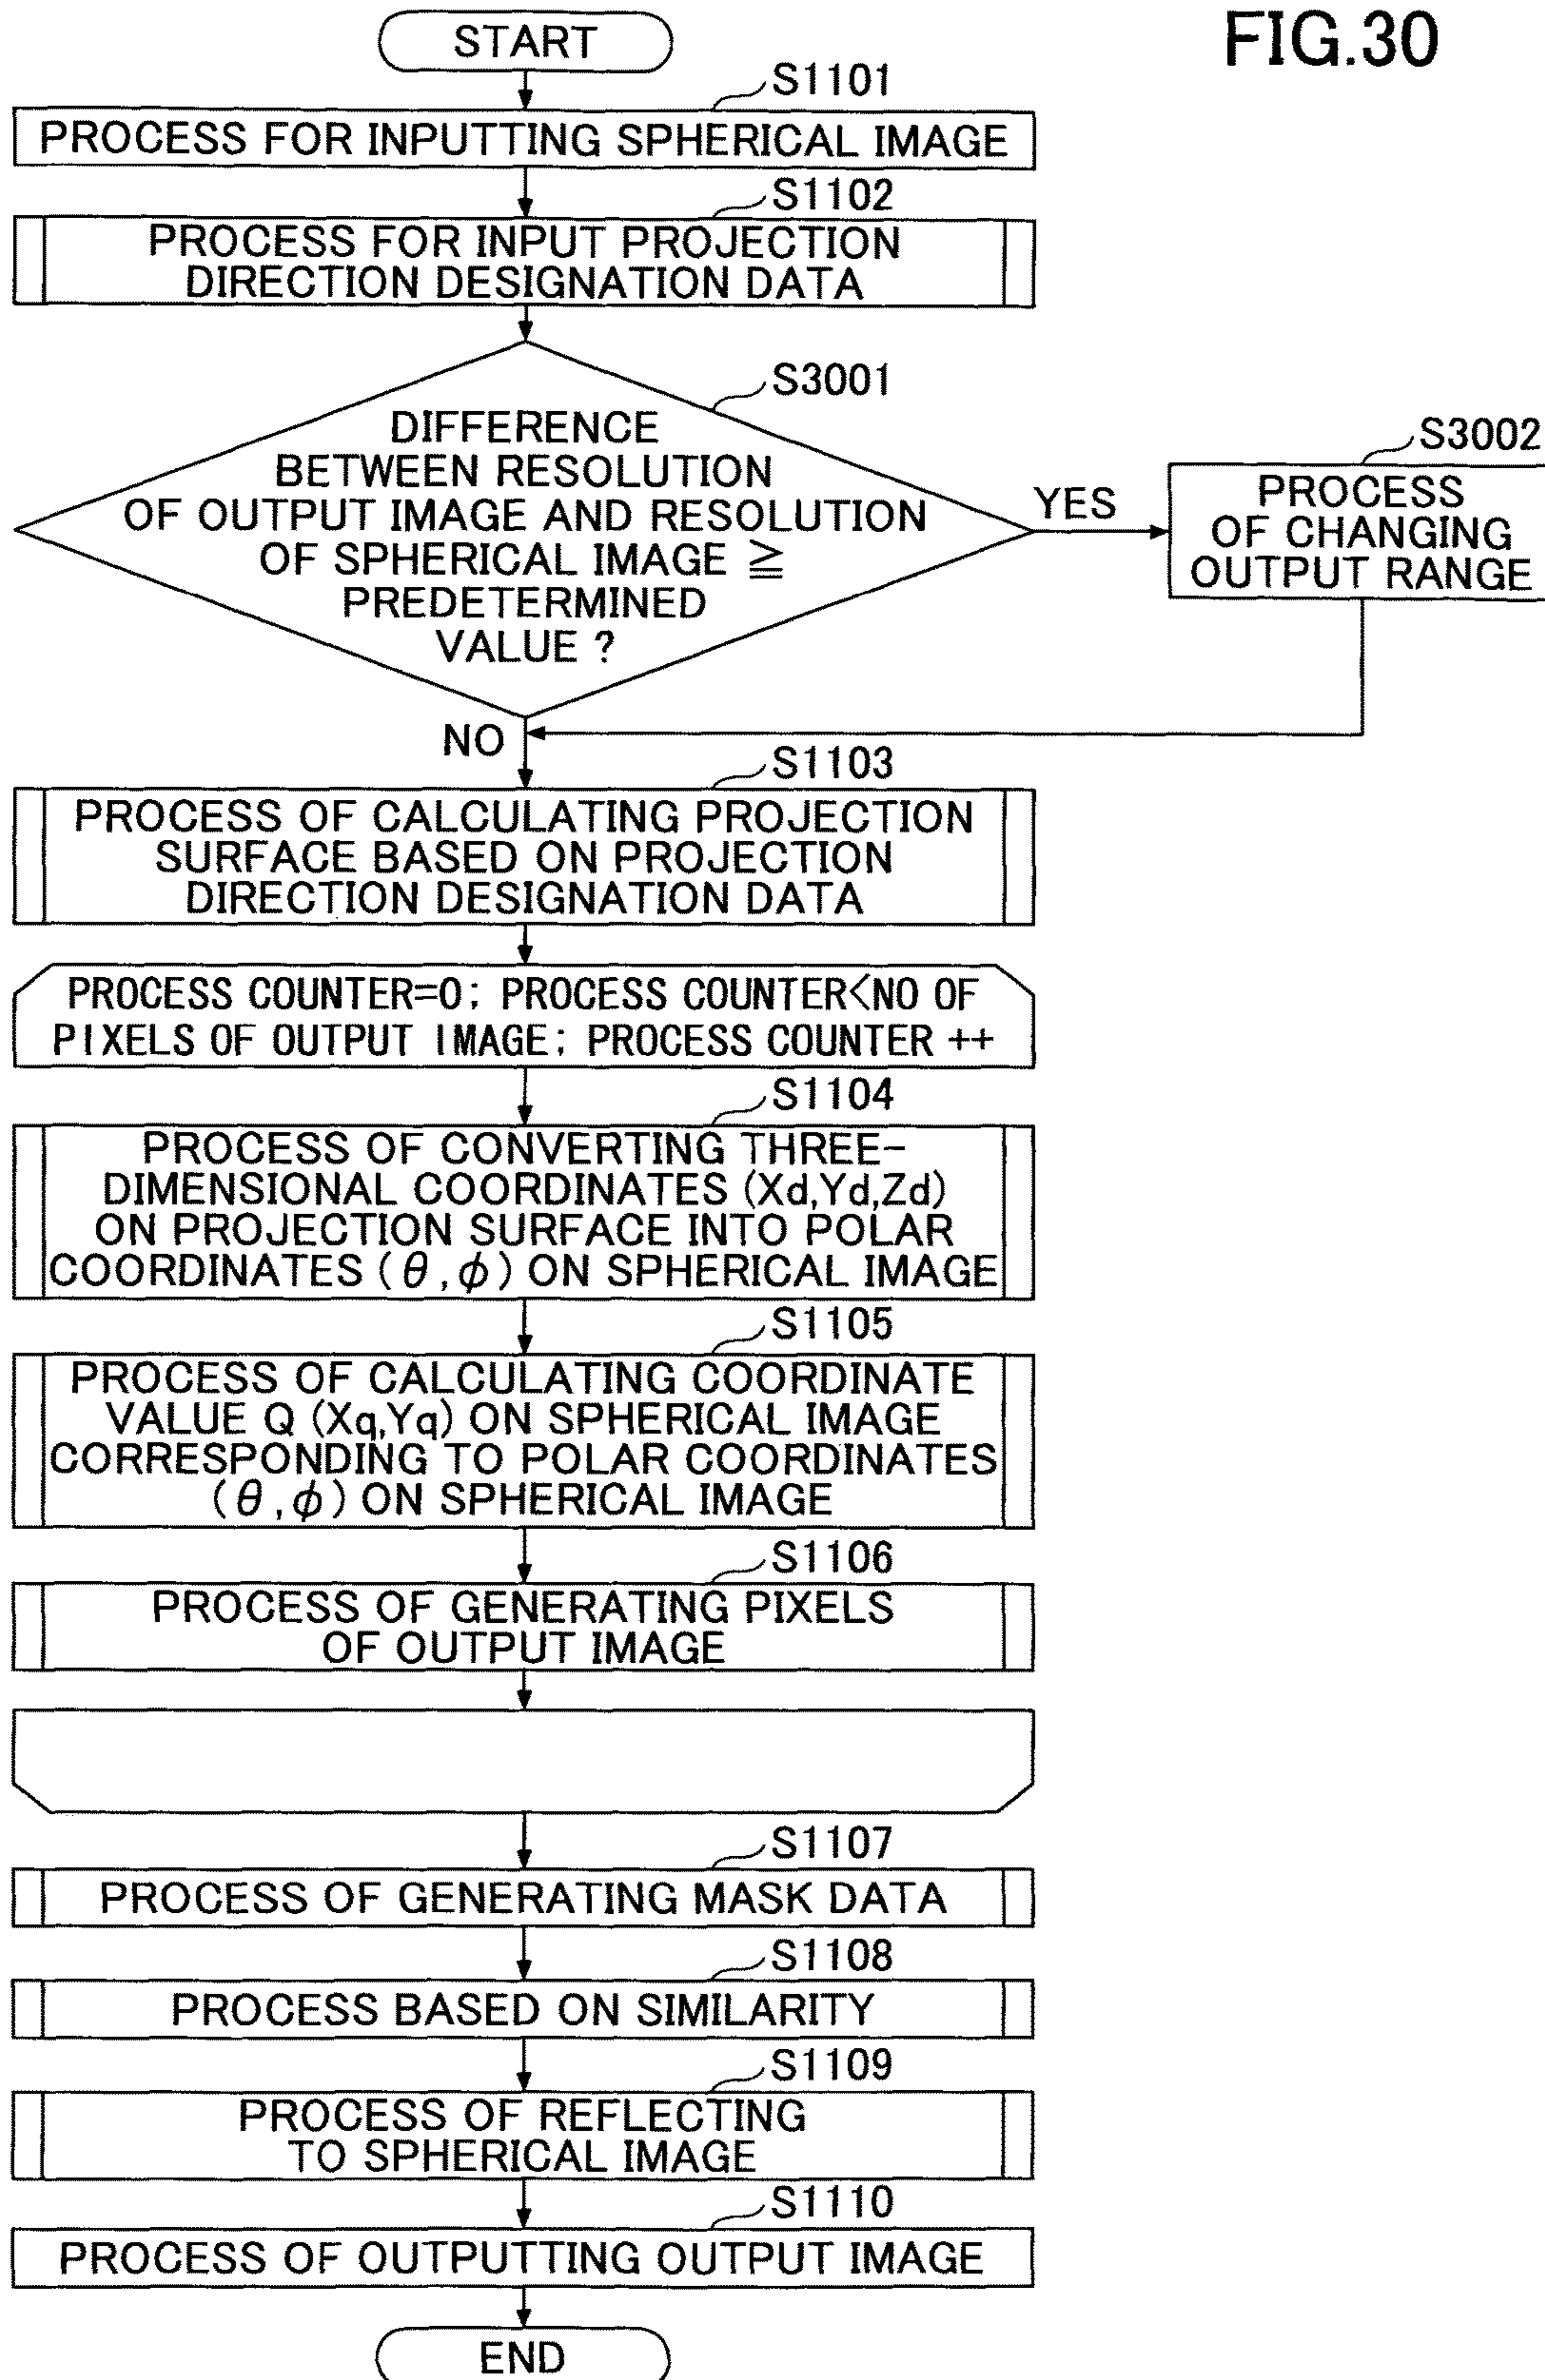 FIG.30
START
S1101
PROCESS FOR INPUTTING SPHERICAL IMAGE
S1102
PROCESS FOR INPUT PROJECTION
DIRECTION DESIGNATION DATA
S3001
DIFFERENCE
BETWEEN RESOLUTION
OF OUTPUT IMAGE AND RESOLUTION
OF SPHERICAL IMAGE ≧
PREDETERMINED
VALUE ?
YES
S3002
PROCESS
OF CHANGING
OUTPUT RANGE
NO
S1103
PROCESS OF CALCULATING PROJECTION
SURFACE BASED ON PROJECTION
DIRECTION DESIGNATION DATA
PROCESS COUNTER=0; PROCESS COUNTER<NO OF
PIXELS OF OUTPUT IMAGE; PROCESS COUNTER ++
S1104
PROCESS OF CONVERTING THREE-
DIMENSIONAL COORDINATES (Xd,Yd,Zd)
ON PROJECTION SURFACE INTO POLAR
COORDINATES (θ,φ) ON SPHERICAL IMAGE
S1105
PROCESS OF CALCULATING COORDINATE
VALUE Q (Xq,Yq) ON SPHERICAL IMAGE
CORRESPONDING TO POLAR COORDINATES
(θ,φ) ON SPHERICAL IMAGE
S1106
PROCESS OF GENERATING PIXELS
OF OUTPUT IMAGE
S1107
PROCESS OF GENERATING MASK DATA
S1108
PROCESS BASED ON SIMILARITY
S1109
PROCESS OF REFLECTING
TO SPHERICAL IMAGE
S1110
PROCESS OF OUTPUTTING OUTPUT IMAGE
END